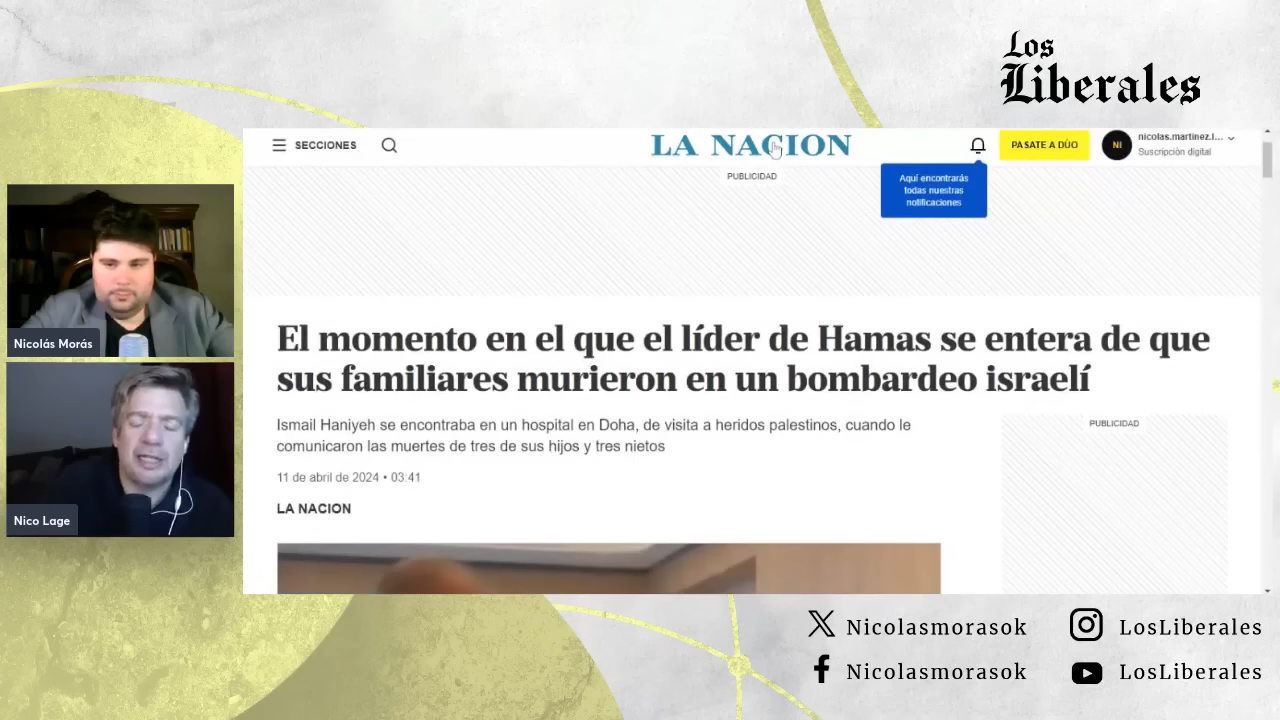 Los
Liberales
SECCIONES
LA NACION
PASATE A DÚO
NI
nicolas.martinez.l...
Suscripción digital
PUBLICIDAD
Aquí encontrarás
todas nuestras
notificaciones
El momento en el que el líder de Hamas se entera de que
sus familiares murieron en un bombardeo israelí
Ismail Haniyeh se encontraba en un hospital en Doha, de visita a heridos palestinos, cuando le
comunicaron las muertes de tres de sus hijos y tres nietos
PUBLICIDAD
11 de abril de 2024 • 03:41
LA NACION
Nicolás Morás
Nico Lage
Nicolasmorasok
LosLiberales
Nicolasmorasok
LosLiberales